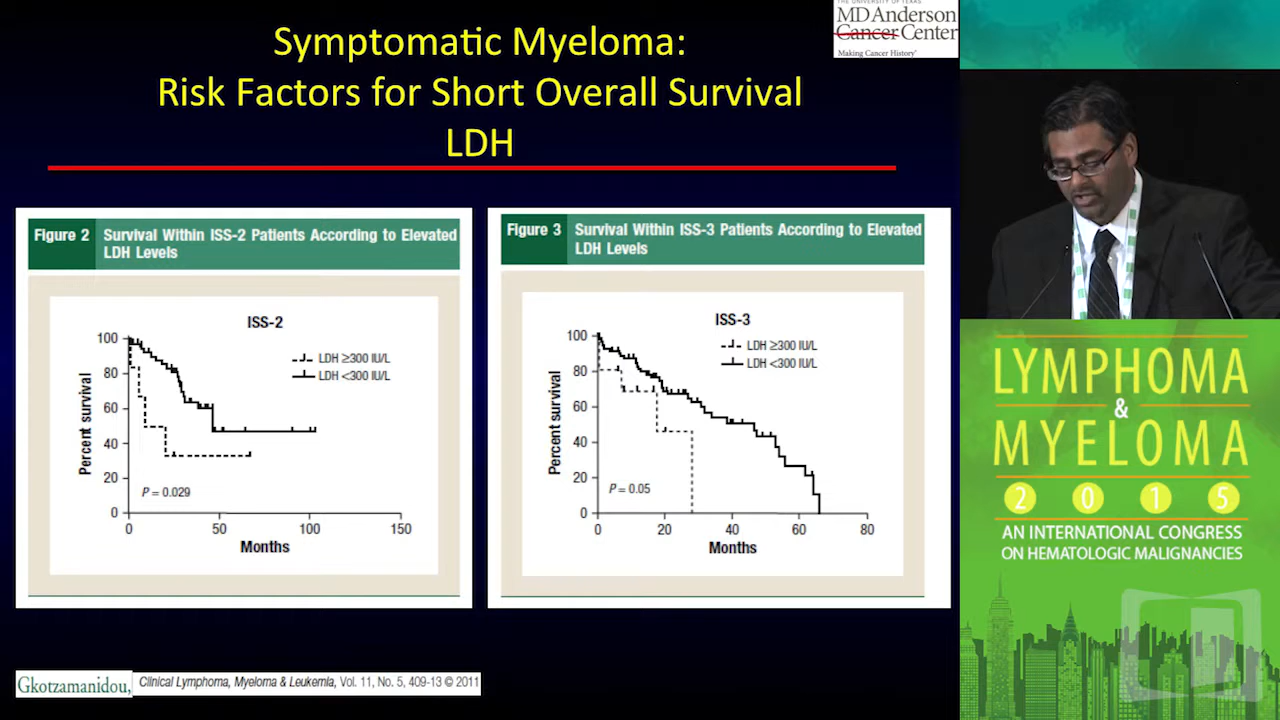 Symptomatic Myeloma:
Risk Factors for Short Overall Survival
LDH
THE UNIVERSITY OF TEXAS
MD Anderson
Cancer Center
Making Cancer History®
Figure 2
Survival Within ISS-2 Patients According to Elevated
LDH Levels
ISS-2
LDH ≥300 IU/L
LDH <300 IU/L
Percent survival
100
80
60
40
20
0
P = 0.029
0
50
100
150
Months
Figure 3
Survival Within ISS-3 Patients According to Elevated
LDH Levels
ISS-3
LDH ≥300 IU/L
LDH <300 IU/L
Percent survival
100
80
60
40
20
0
P = 0.05
0
20
40
60
80
Months
Gkotzamanidou,
Clinical Lymphoma, Myeloma & Leukemia, Vol. 11, No. 5, 409-13 © 2011
LYMPHOMA
&
MYELOMA
2015
AN INTERNATIONAL CONGRESS
ON HEMATOLOGIC MALIGNANCIES